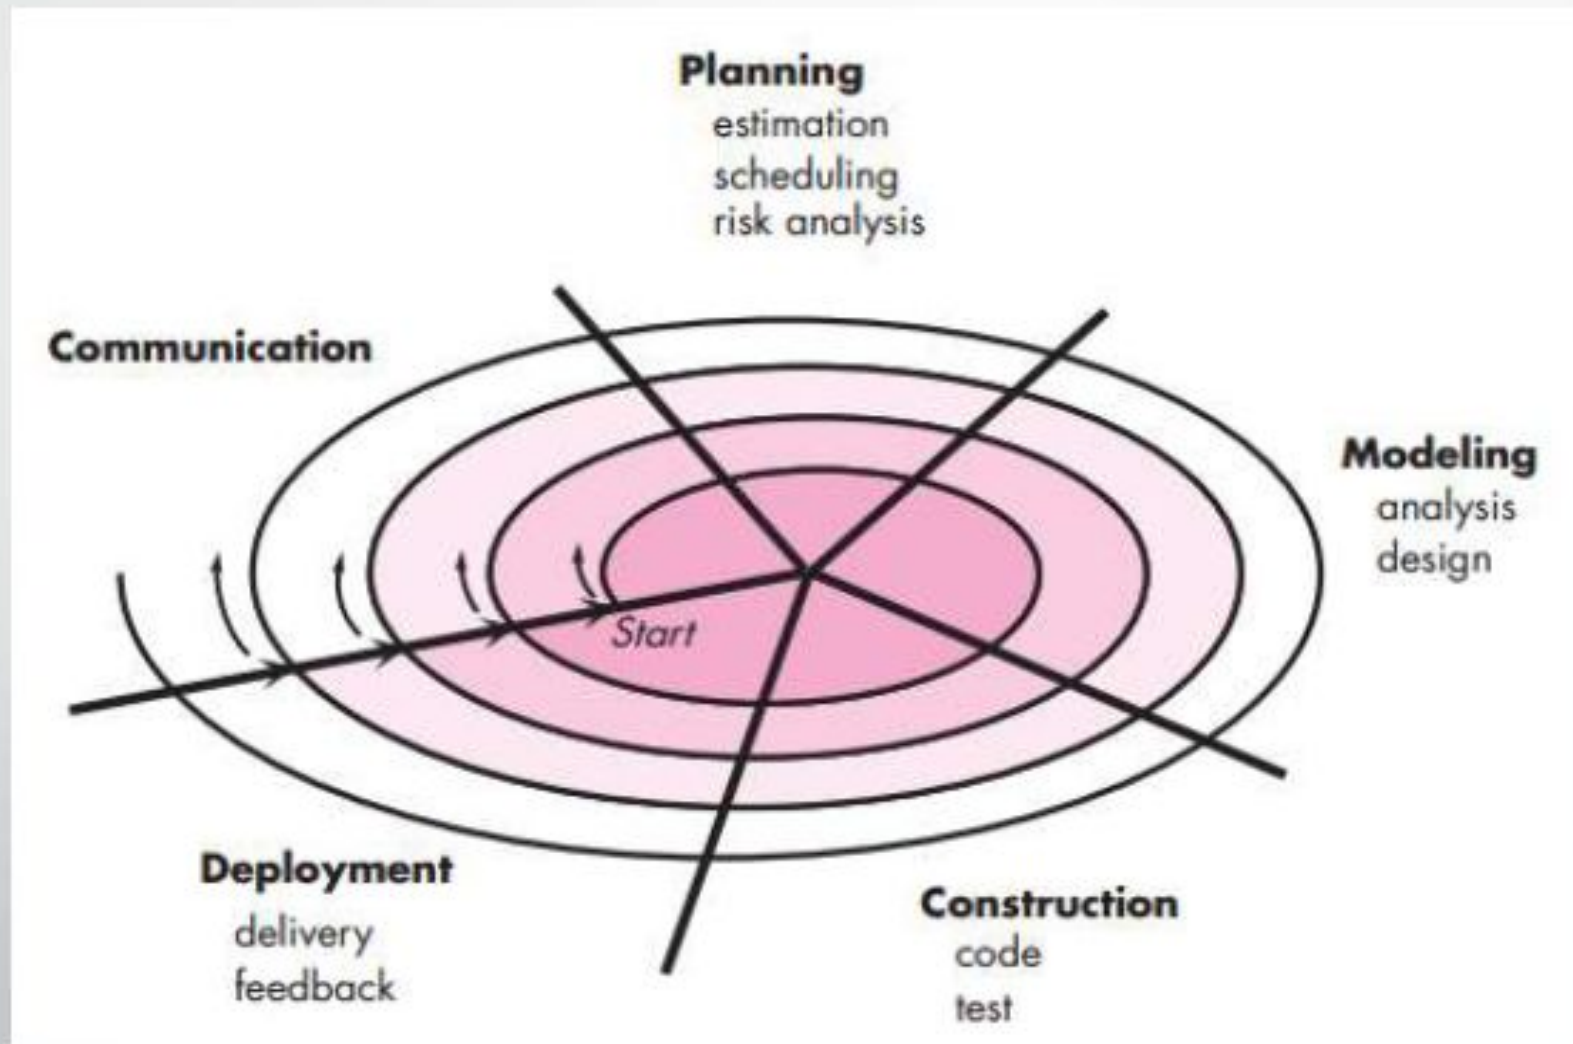 Planning
estimation
scheduling
risk analysis
Communication
Modeling
analysis
design
Start
Deployment
delivery
feedback
Construction
code
test